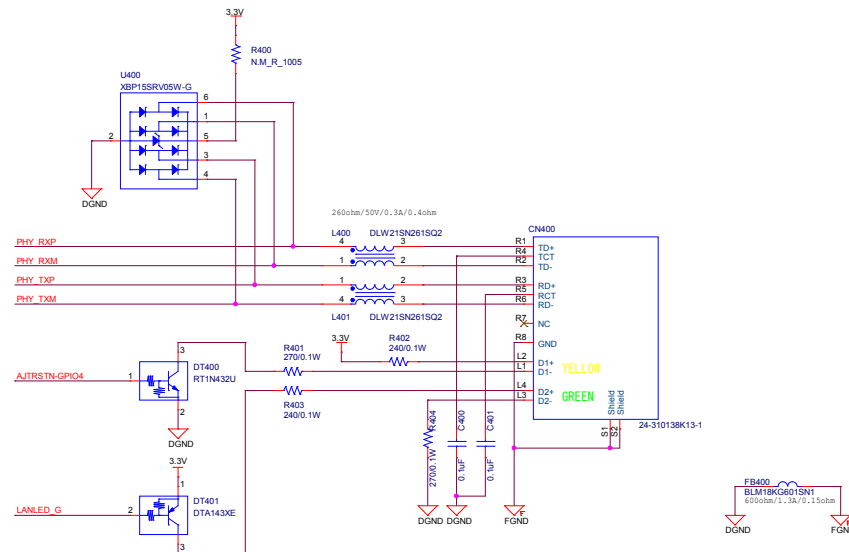 3.3V
R400
N.M_R_1005
U400
XBP15SRV05W-G
6
1
2
5
3
4
DGND
260ohm/50V/0.3A/0.4ohm
CN400
L400
DLW21SN261SQ2
PHY_RXP
4
3
R1
TD+
R4
TCT
PHY_RXM
1
2
R2
TD-
PHY_TXP
1
2
R3
RD+
R5
RCT
PHY_TXM
4
3
R6
RD-
L401
DLW21SN261SQ2
R7
NC
3.3V
R402
240/0.1W
R8
GND
3
R401
270/0.1W
L2
D1+
YELLOW
L1
D1-
DT400
RT1N432U
AJTRSTN-GPIO4
1
R403
240/0.1W
L4
D2+
GREEN
L3
D2-
2
DGND
R404
270/0.1W
C400
0.1uF
C401
0.1uF
Shield
Shield
S1
S2
24-310138K13-1
3.3V
1
DT401
DTA143XE
LANLED_G
2
3
DGND
DGND
FGND
FB400
BLM18KG601SN1
600ohm/1.3A/0.15ohm
DGND
FGND